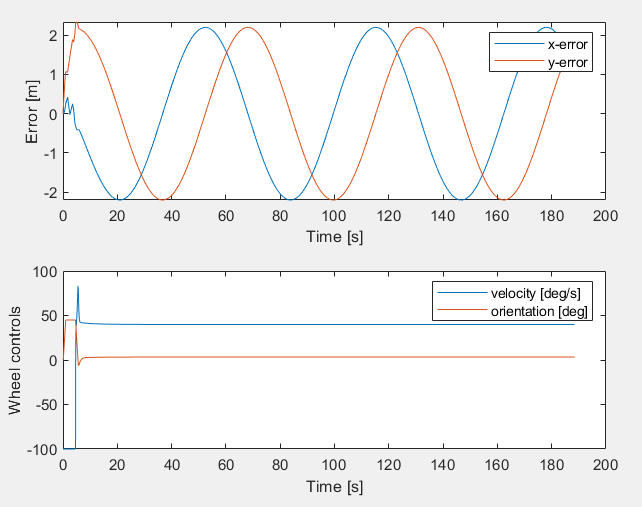 2
1
0
-1
-2
Error [m]
x-error
y-error
0 20 40 60 80 100 120 140 160 180 200
Time [s]
100
50
0
-50
-100
Wheel controls
velocity [deg/s]
orientation [deg]
0 20 40 60 80 100 120 140 160 180 200
Time [s]